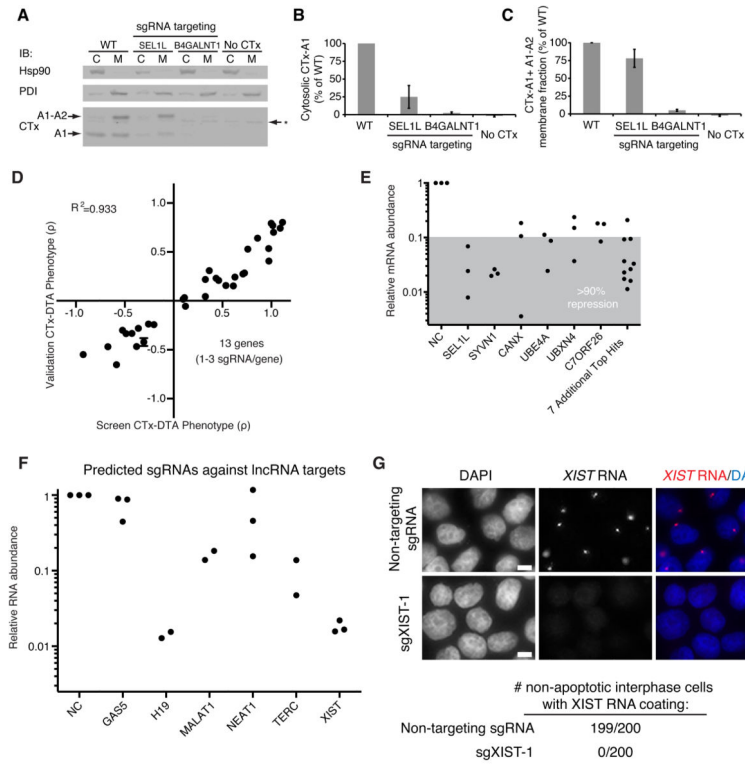 A
sgRNA targeting
WT SEL1L B4GALNT1 No CTx
IB: C M C M C M C M
Hsp90
PDI
A1-A2
CTx
A1
*
B
Cytosolic CTx-A1
(% of WT)
100
75
50
25
0
WT
SEL1L B4GALNT1
No CTx
sgRNA targeting
C
CTx-A1+ A1-A2
membrane fraction (% of WT)
100
75
50
25
0
WT
SEL1L B4GALNT1
No CTx
sgRNA targeting
D
R2=0.933
Validation CTx-DTA Phenotype (ρ)
1.0
0.5
-1.0 -0.5 0.5 1.0
-0.5
-1.0
13 genes
(1-3 sgRNA/gene)
Screen CTx-DTA Phenotype (ρ)
E
Relative mRNA abundance
1
0.1
0.01
>90%
repression
NC
SEL1L
SYVN1
CANX
UBE4A
UBXN4
C7ORF26
7 Additional Top Hits
F
Predicted sgRNAs against lncRNA targets
Relative RNA abundance
1
0.1
0.01
NC
GAS5
H19
MALAT1
NEAT1
TERC
XIST
G
DAPI XIST RNA XIST RNA/DA
Non-targeting
sgRNA
sgXIST-1
# non-apoptotic interphase cells
with XIST RNA coating:
Non-targeting sgRNA 199/200
sgXIST-1 0/200